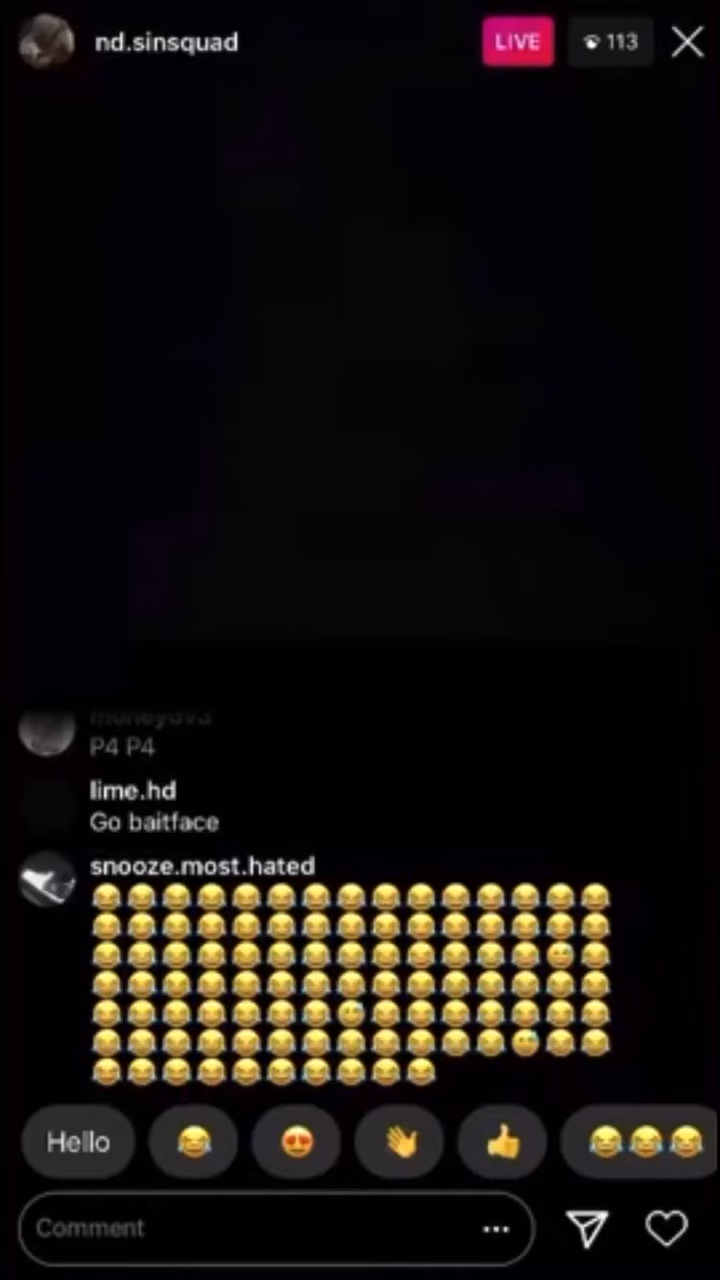 nd.sinsquad
LIVE
113
P4 P4
lime.hd
Go baitface
snooze.most.hated
😂😂😂😂😂😂😂😂😂😂😂😂😂😂😂
😂😂😂😂😂😂😂😂😂😂😂😂😂😂😂
😂😂😂😂😂😂😂😂😂😂😂😂😂😅😂
😂😂😂😂😂😂😂😂😂😂😂😂😂😂😂
😂😂😂😂😂😂😂😅😂😂😂😂😂😂😂
😂😂😂😂😂😂😂😂😂😂😂😂😅😂😂
😂😂😂😂😂😂😂😂😂😂
Hello 😂 😍 👋 👍 😂😂😂
Comment ...